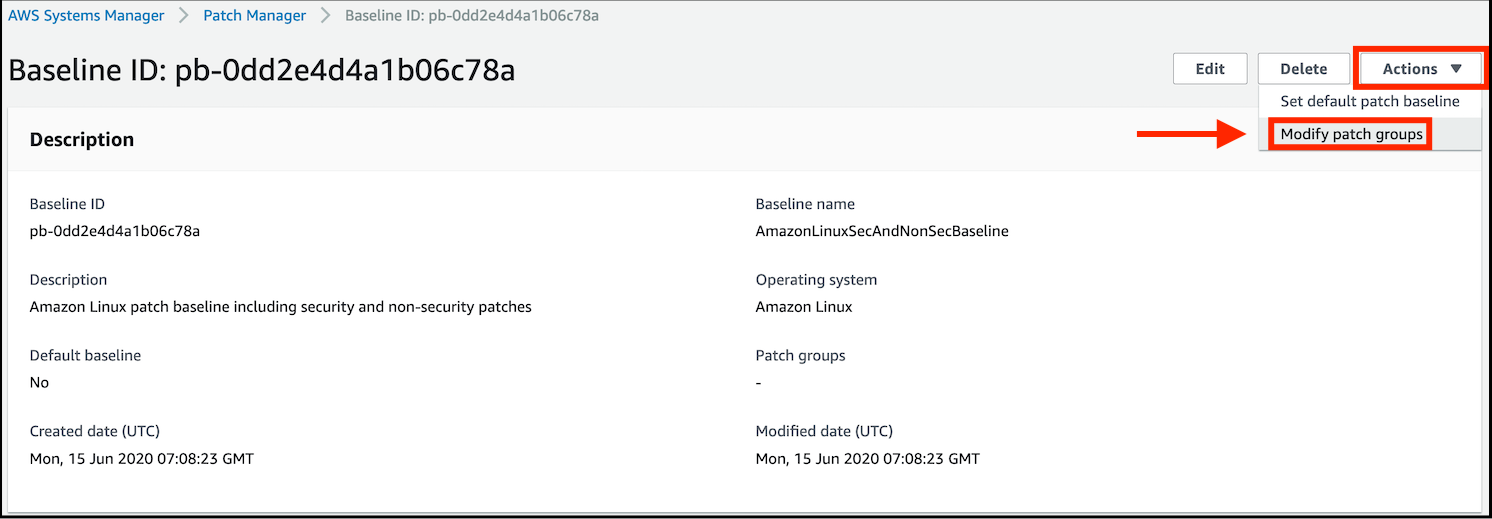 AWS Systems Manager > Patch Manager > Baseline ID: pb-0dd2e4d4a1b06c78a
Baseline ID: pb-0dd2e4d4a1b06c78a
Edit
Delete
Actions
Set default patch baseline
Modify patch groups
Description
Baseline ID
pb-0dd2e4d4a1b06c78a
Baseline name
AmazonLinuxSecAndNonSecBaseline
Description
Amazon Linux patch baseline including security and non-security patches
Operating system
Amazon Linux
Default baseline
No
Patch groups
-
Created date (UTC)
Mon, 15 Jun 2020 07:08:23 GMT
Modified date (UTC)
Mon, 15 Jun 2020 07:08:23 GMT